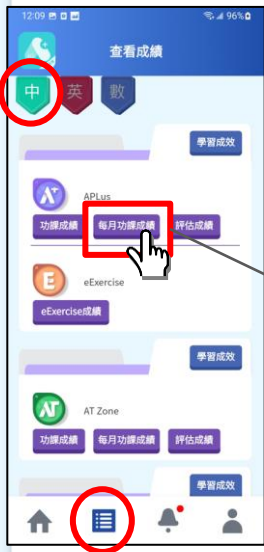 12:09 96%
查看成績
中 英 數
學習成效
A+ APLus
功課成績 每月功課成績 評估成績
E eExercise
eExercise成績
學習成效
AT AT Zone
功課成績 每月功課成績 評估成績
學習成效